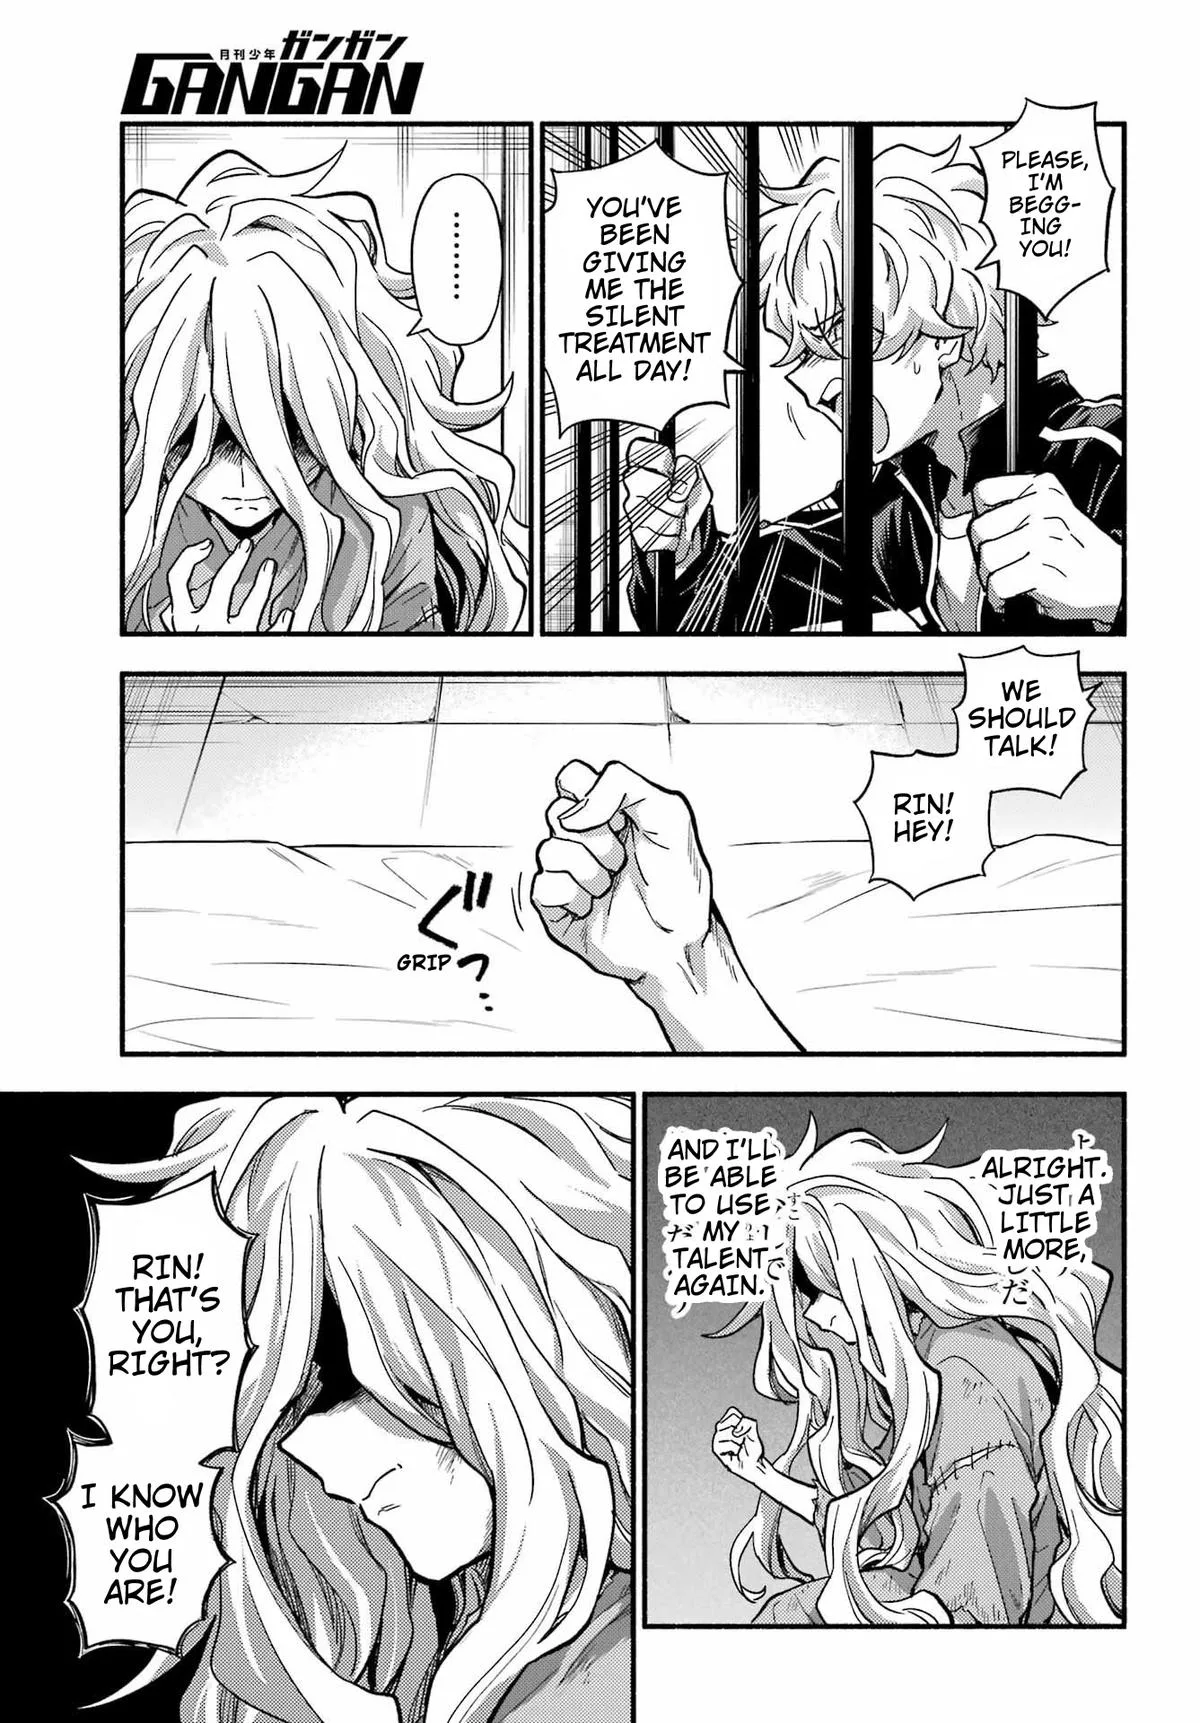 月刊少年
ガンガン
GANGAN
PLEASE,
I'M
BEGG-
ING
YOU!
YOU'VE
BEEN
GIVING
ME THE
SILENT
TREATMENT
ALL DAY!
………
WE
SHOULD
TALK!
RIN!
HEY!
ぐっ…
GRIP
ALRIGHT.
JUST A
LITTLE
MORE,
AND I'LL
BE ABLE
TO USE
MY
TALENT
AGAIN.
RIN!
THAT'S
YOU,
RIGHT?
I KNOW
WHO
YOU
ARE!